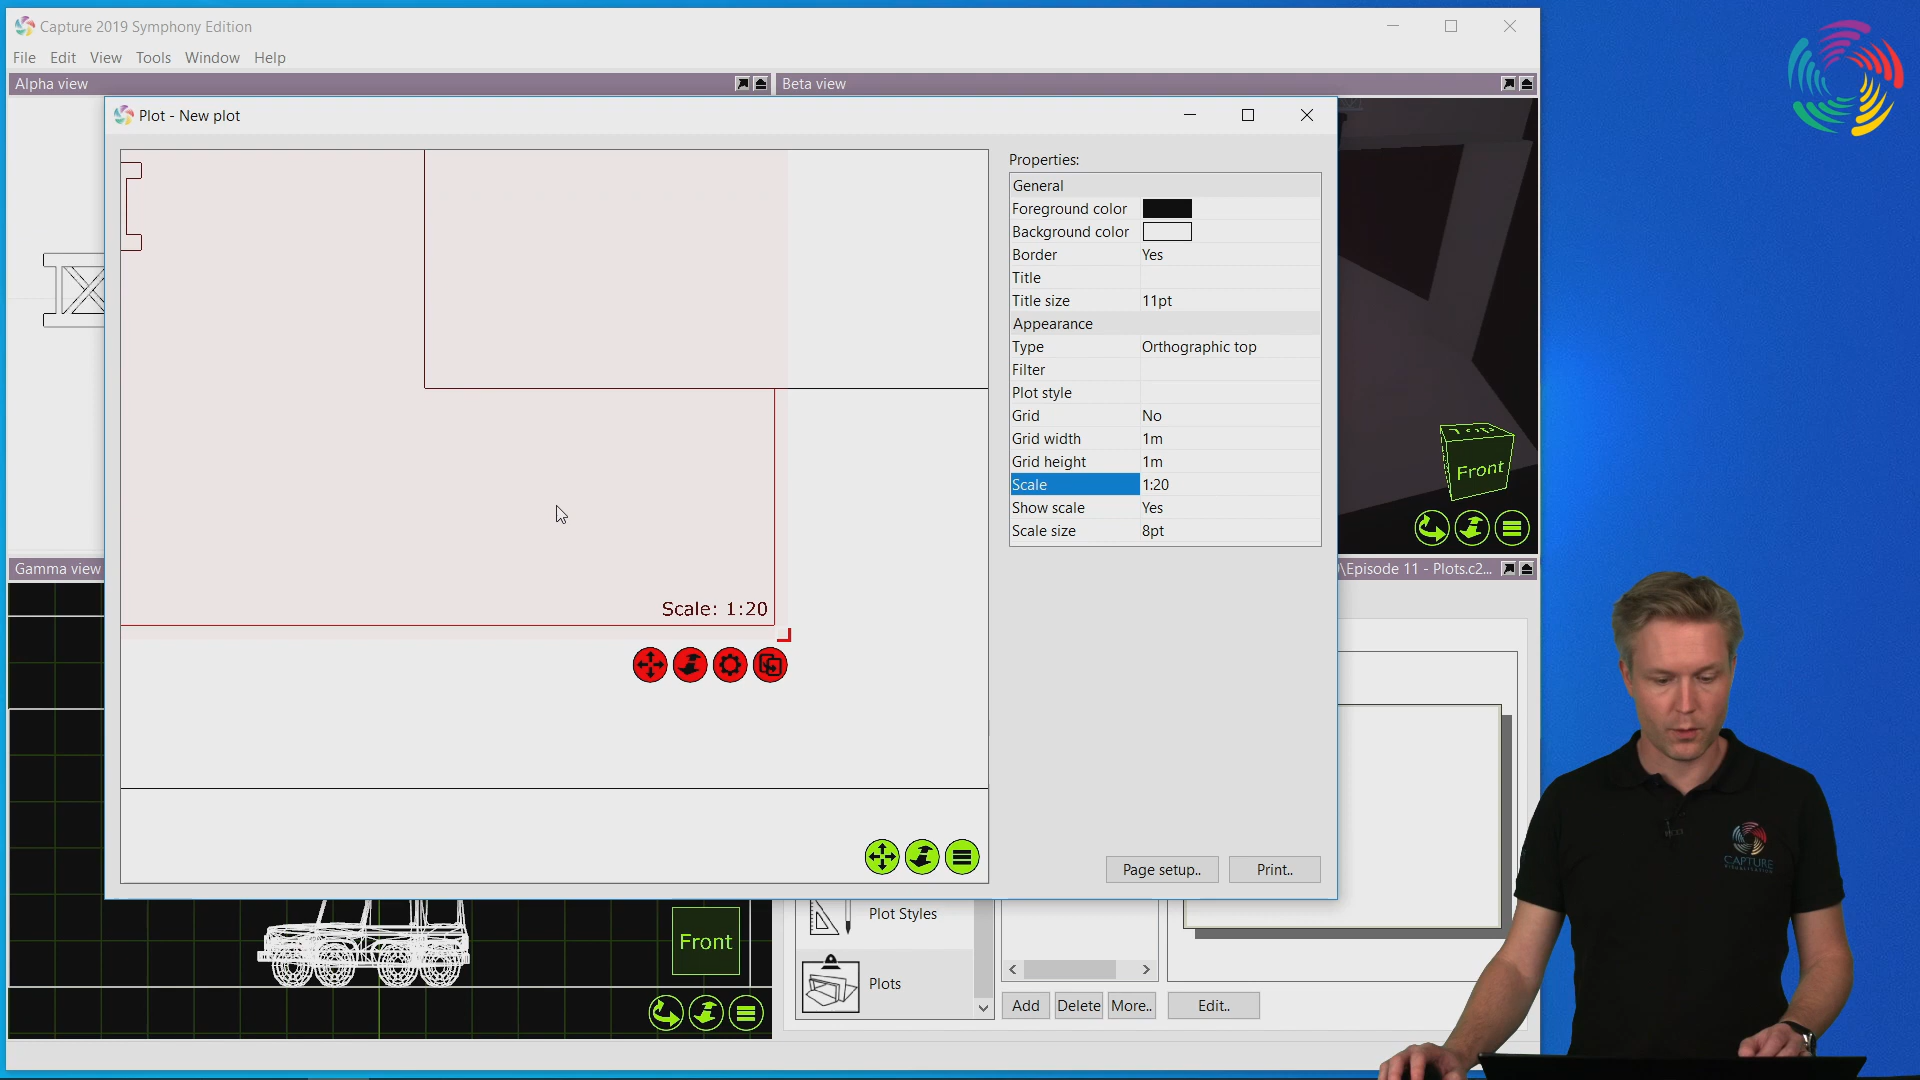 Capture 2019 Symphony Edition
File Edit View Tools Window Help
Alpha view
Beta view
Plot - New plot
Properties:
General
Foreground color
Background color
Border Yes
Title
Title size 11pt
Appearance
Type Orthographic top
Filter
Plot style
Grid No
Grid width 1m
Grid height 1m
Scale 1:20
Show scale Yes
Scale size 8pt
Scale: 1:20
Page setup..
Print..
Top
Front
Gamma view
\Episode 11 - Plots.c2...
Front
Plot Styles
Plots
Add
Delete
More..
Edit..
CAPTURE